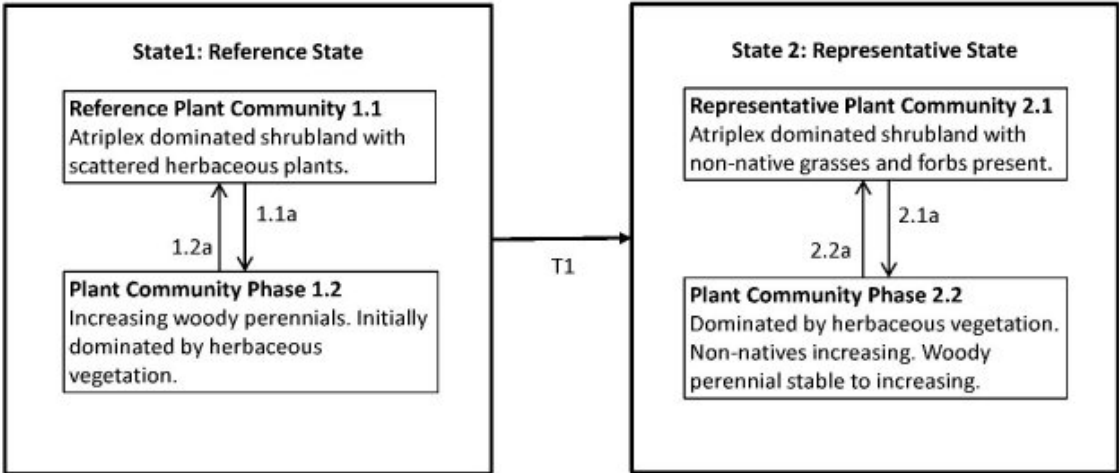 State1: Reference State
Reference Plant Community 1.1
Atriplex dominated shrubland with
scattered herbaceous plants.
1.1a
1.2a
Plant Community Phase 1.2
Increasing woody perennials. Initially
dominated by herbaceous
vegetation.
T1
State 2: Representative State
Representative Plant Community 2.1
Atriplex dominated shrubland with
non-native grasses and forbs present.
2.1a
2.2a
Plant Community Phase 2.2
Dominated by herbaceous vegetation.
Non-natives increasing. Woody
perennial stable to increasing.